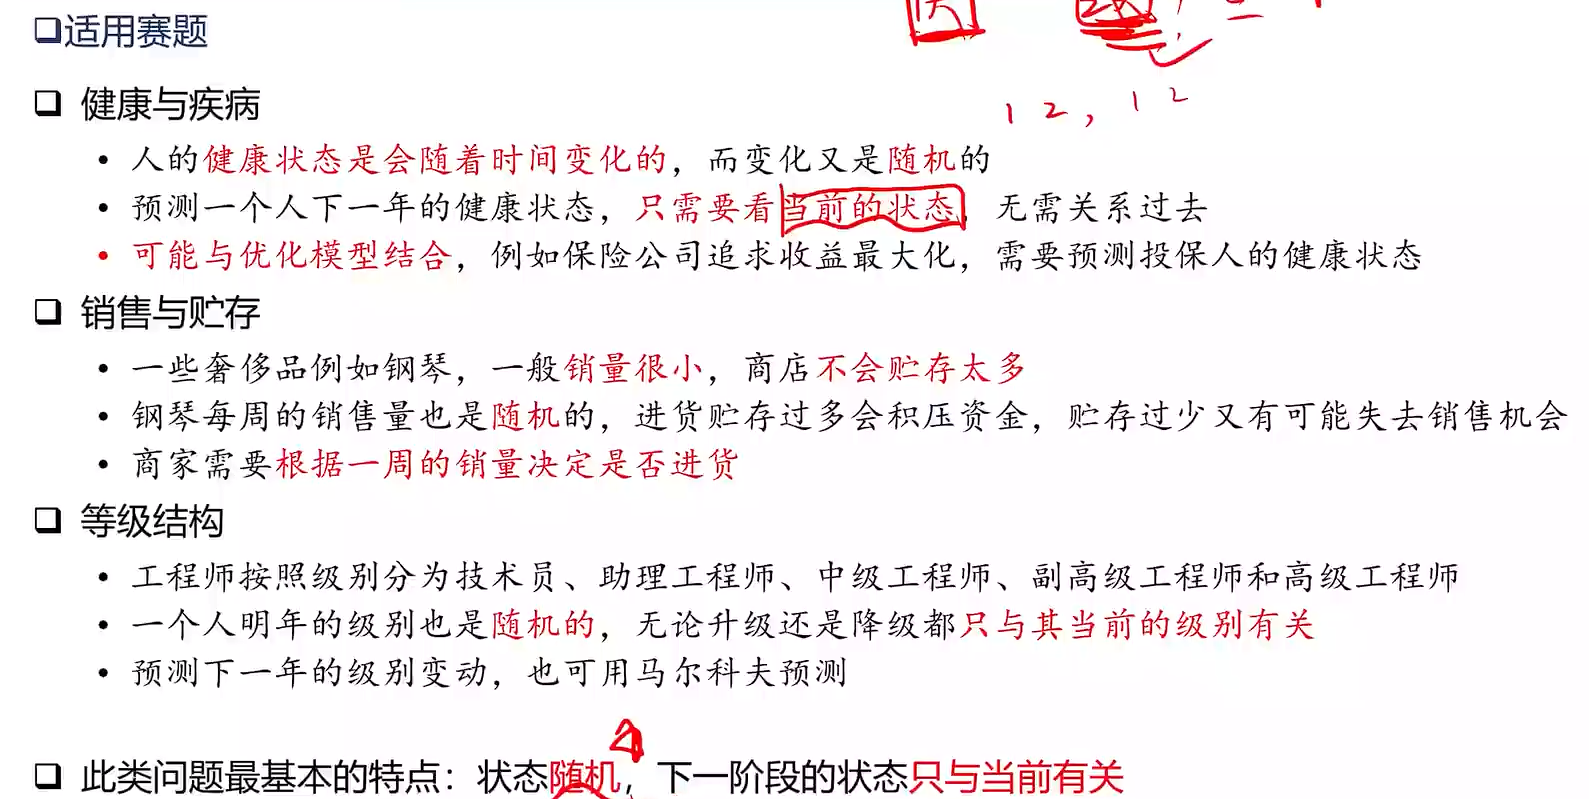 适用赛题
1 2 , 1 2
健康与疾病
人的健康状态是会随着时间变化的，而变化又是随机的
预测一个人下一年的健康状态，只需要看当前的状态，无需关系过去
可能与优化模型结合，例如保险公司追求收益最大化，需要预测投保人的健康状态
销售与贮存
一些奢侈品例如钢琴，一般销量很小，商店不会贮存太多
钢琴每周的销售量也是随机的，进货贮存过多会积压资金，贮存过少又有可能失去销售机会
商家需要根据一周的销量决定是否进货
等级结构
工程师按照级别分为技术员、助理工程师、中级工程师、副高级工程师和高级工程师
一个人明年的级别也是随机的，无论升级还是降级都只与其当前的级别有关
预测下一年的级别变动，也可用马尔科夫预测
此类问题最基本的特点：状态随机，下一阶段的状态只与当前有关